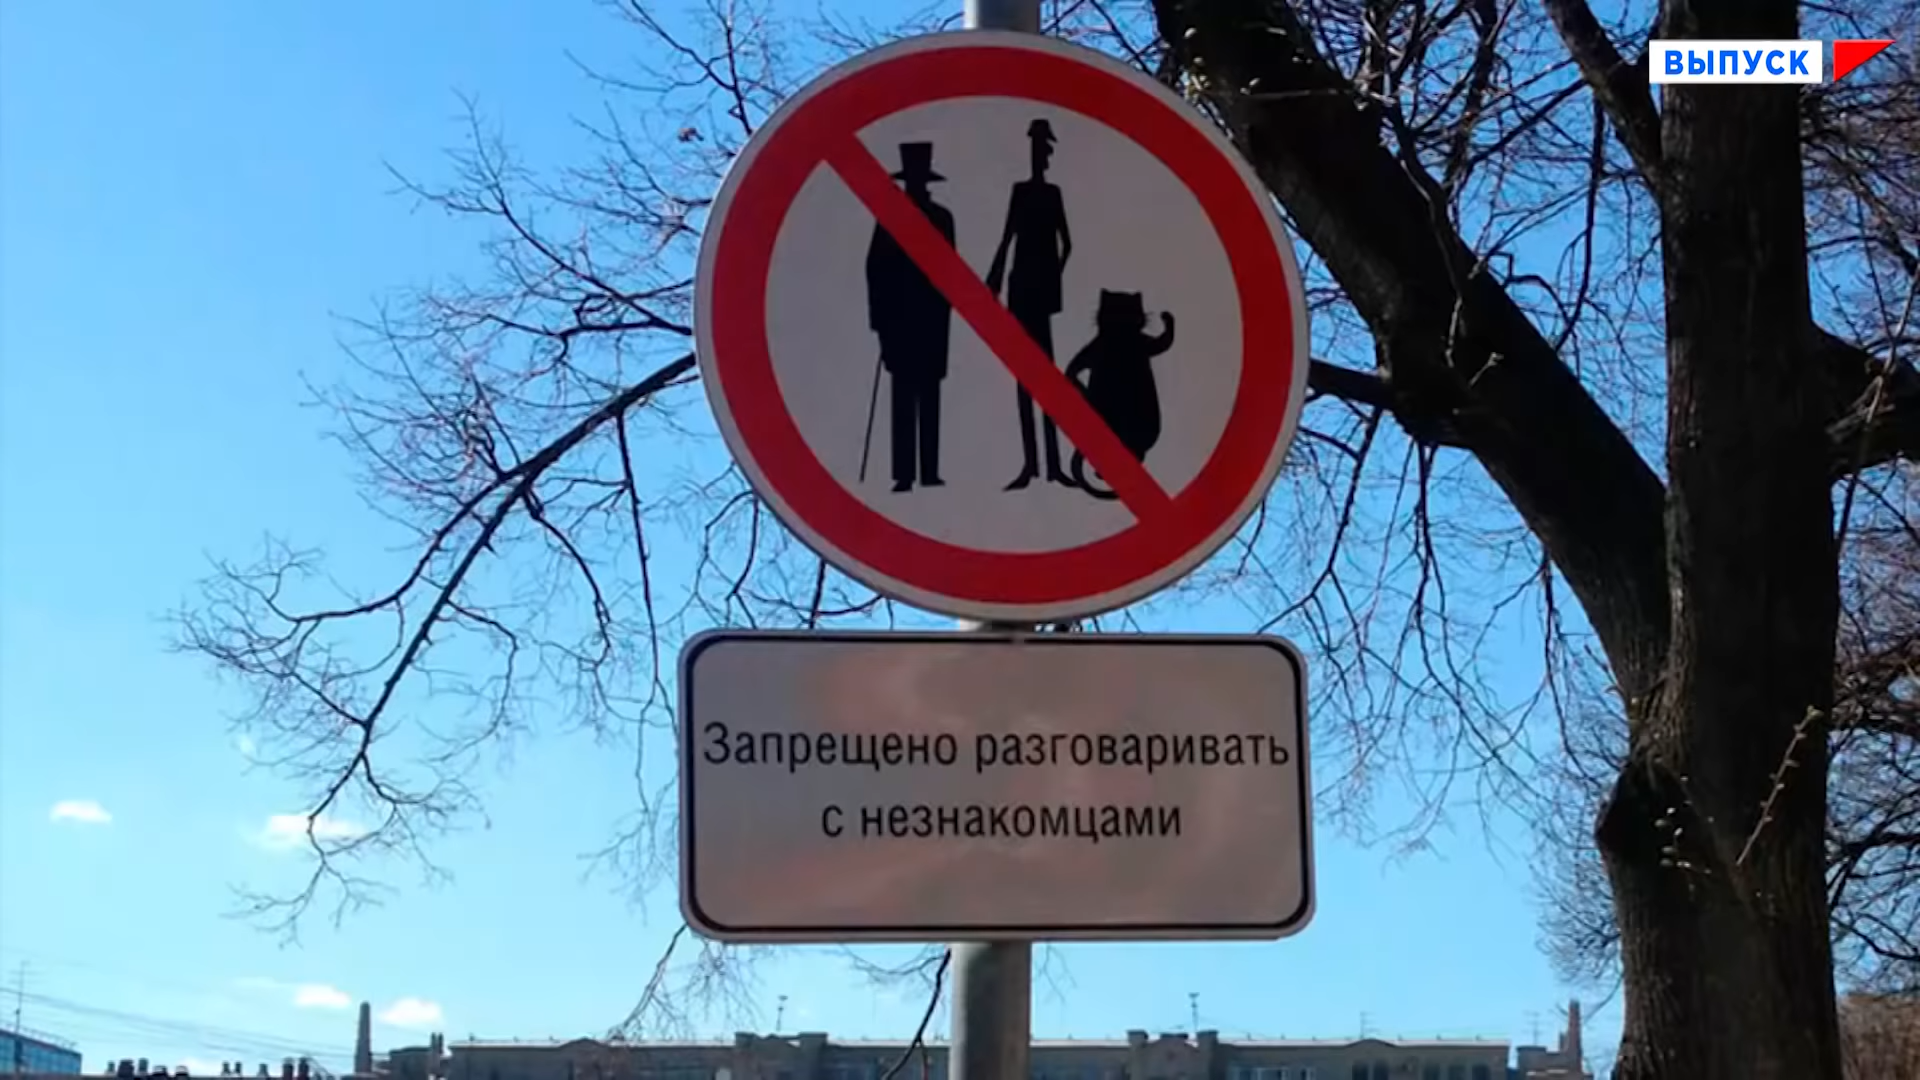 ВЫПУСК
Запрещено разговаривать
с незнакомцами